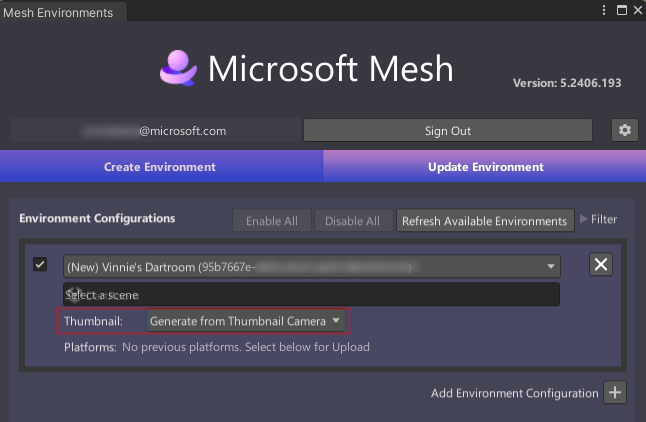 Mesh Environments
Microsoft Mesh
Version: 5.2406.193
@microsoft.com
Sign Out
Create Environment
Update Environment
Environment Configurations
Enable All
Disable All
Refresh Available Environments
Filter
(New) Vinnie's Dartroom (95b7667e-
Select a scene
Thumbnail:
Generate from Thumbnail Camera
Platforms: No previous platforms. Select below for Upload
Add Environment Configuration